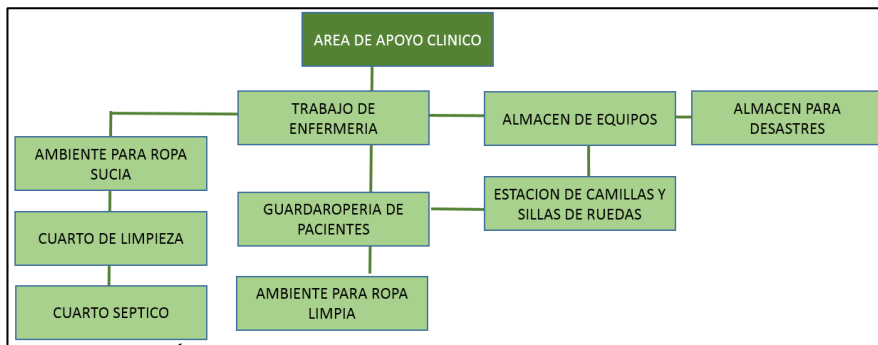 AREA DE APOYO CLINICO
TRABAJO DE
ENFERMERIA
ALMACEN DE EQUIPOS
ALMACEN PARA
DESASTRES
AMBIENTE PARA ROPA
SUCIA
GUARDAROPERIA DE
PACIENTES
ESTACION DE CAMILLAS Y
SILLAS DE RUEDAS
CUARTO DE LIMPIEZA
AMBIENTE PARA ROPA
LIMPIA
CUARTO SEPTICO